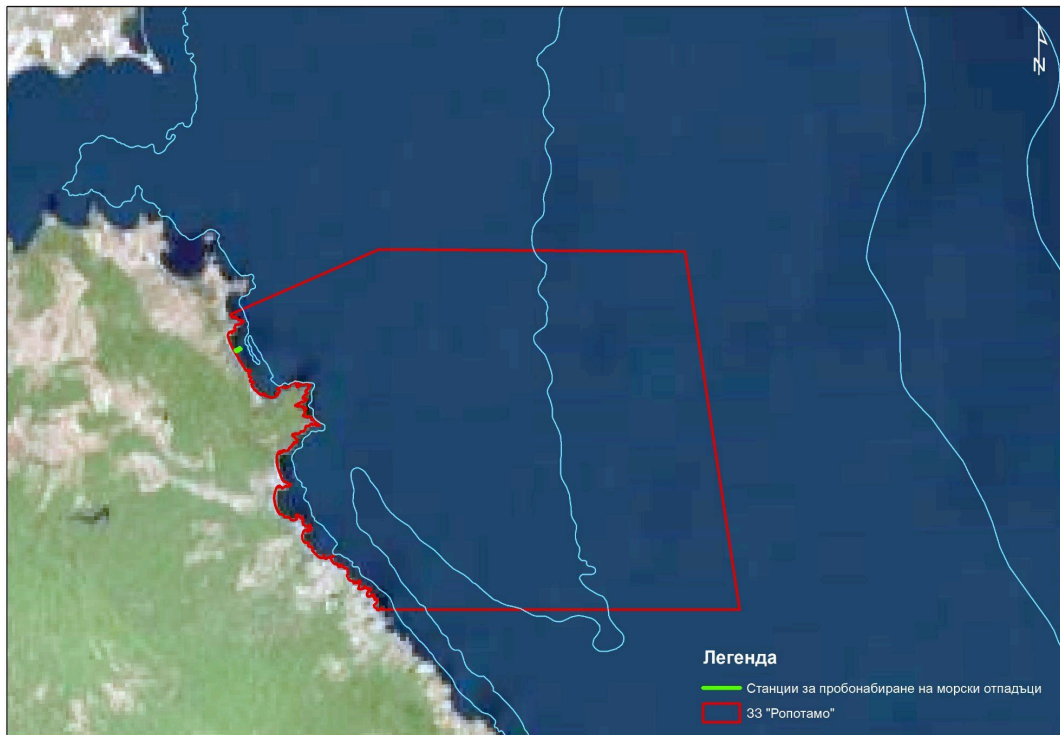 N
Легенда
Станции за пробонабиране на морски отпадъци
ЗЗ "Ропотамо"